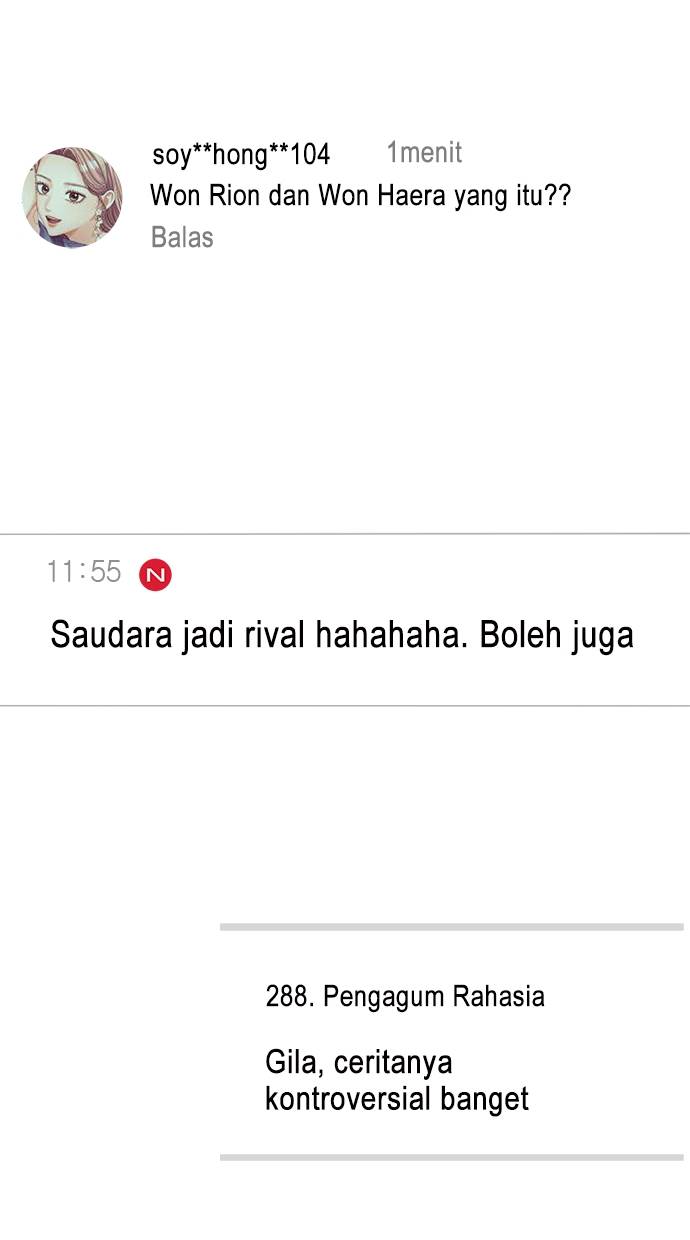 soy**hong**104 1menit
Won Rion dan Won Haera yang itu??
Balas
11:55 N
Saudara jadi rival hahahaha. Boleh juga
288. Pengagum Rahasia
Gila, ceritanya
kontroversial banget